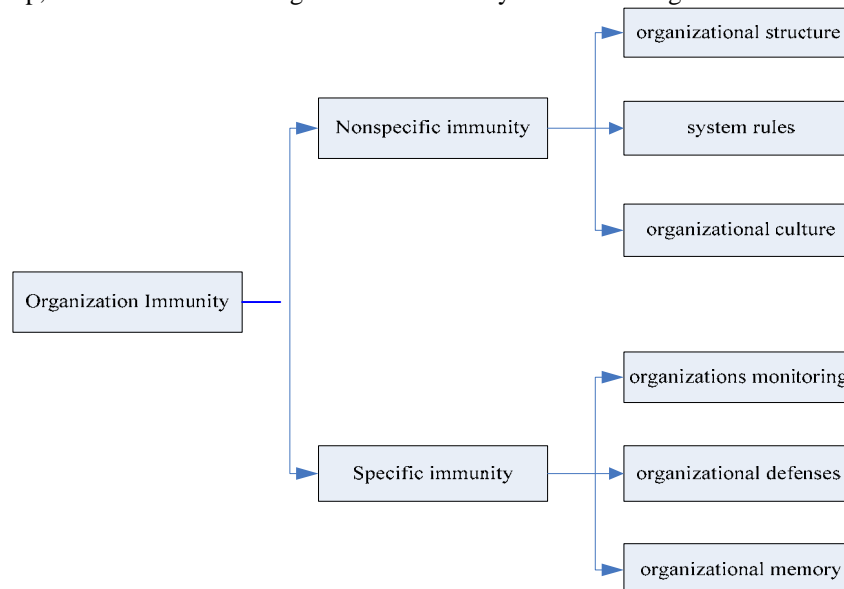 organizational structure
Nonspecific immunity
system rules
organizational culture
Organization Immunity
organizations monitoring
Specific immunity
organizational defenses
organizational memory